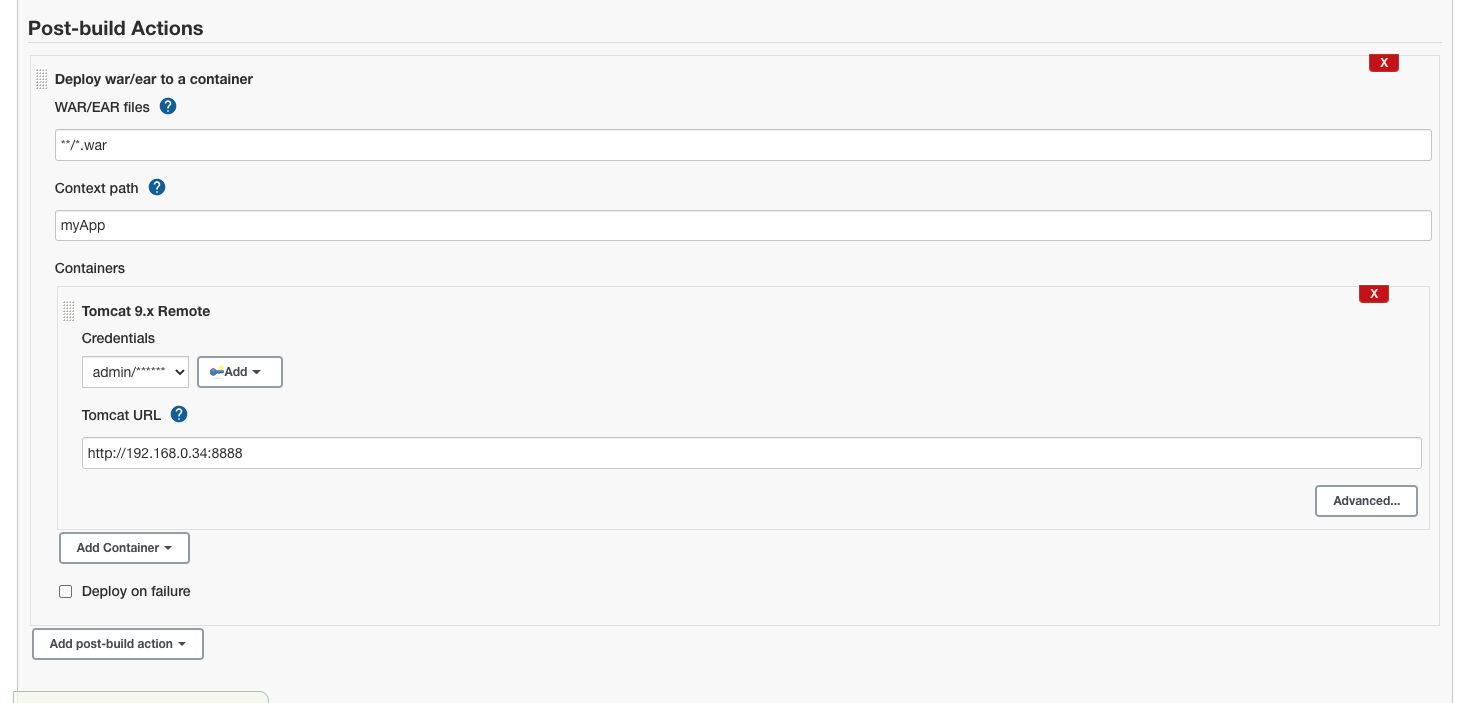 Post-build Actions
X
Deploy war/ear to a container
WAR/EAR files ?
**/*.war
Context path ?
myApp
Containers
X
Tomcat 9.x Remote
Credentials
admin/****** Add
Tomcat URL ?
http://192.168.0.34:8888
Advanced...
Add Container
Deploy on failure
Add post-build action